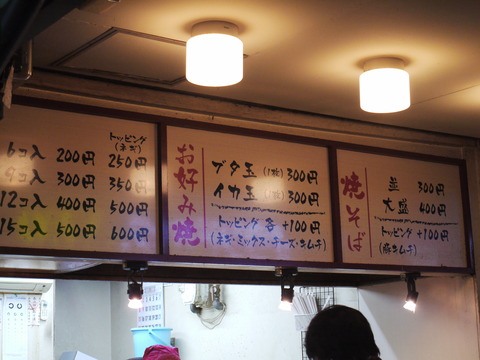 トッピング
(ネギ)
6コ入 200円 250円
9コ入 300円 350円
12コ入 400円 500円
15コ入 500円 600円
お好み焼
ブタ玉(1枚)300円
イカ玉(1枚)300円
トッピング各+100円
(ネギ・ミックス・チーズ・キムチ)
焼そば
並 300円
大盛 400円
トッピング+100円
(豚キムチ)